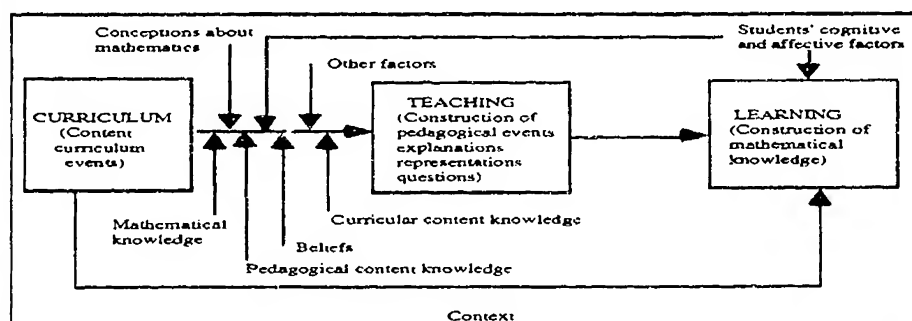 Conceptions about
mathematics
Students' cognitive
and affective factors
Other factors
CURRICULUM
(Content
curriculum
events)
TEACHING
(Construction of
pedagogical events
explanations
representations
questions)
LEARNING
(Construction of
mathematical
knowledge)
Mathematical
knowledge
Curricular content knowledge
Beliefs
Pedagogical content knowledge
Context